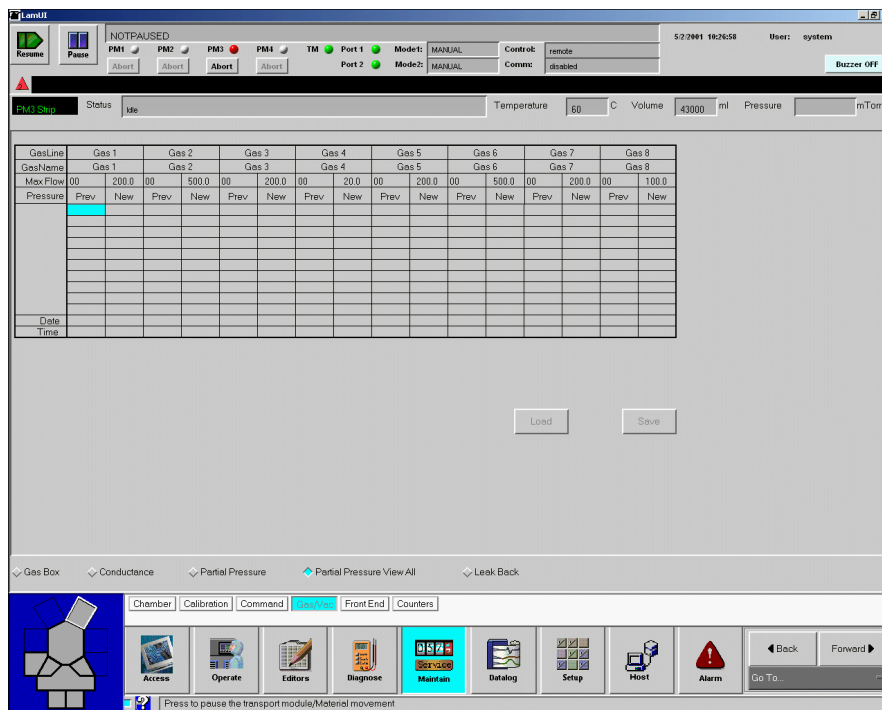 LamUI
Resume
Pause
NOTPAUSED
PM1 PM2 PM3 PM4 TM Port 1 Mode1: MANUAL Control: remote
Abort Abort Abort Abort Port 2 Mode2: MANUAL Comm: disabled
5/2/2001 10:26:58 User: system
Buzzer OFF
PM3 Strip Status Idle Temperature 60 C Volume 43000 ml Pressure mTorr
GasLine Gas 1 Gas 2 Gas 3 Gas 4 Gas 5 Gas 6 Gas 7 Gas 8
GasName Gas 1 Gas 2 Gas 3 Gas 4 Gas 5 Gas 6 Gas 7 Gas 8
Max Flow 00 200.0 00 500.0 00 200.0 00 20.0 00 200.0 00 500.0 00 200.0 00 100.0
Pressure Prev New Prev New Prev New Prev New Prev New Prev New Prev New Prev New
Date
Time
Load Save
Gas Box Conductance Partial Pressure Partial Pressure View All Leak Back
Chamber Calibration Command Gas/Vac Front End Counters
Access Operate Editors Diagnose Service Maintain Datalog Setup Host Alarm
Back Forward
Go To...
Press to pause the transport module/Material movement